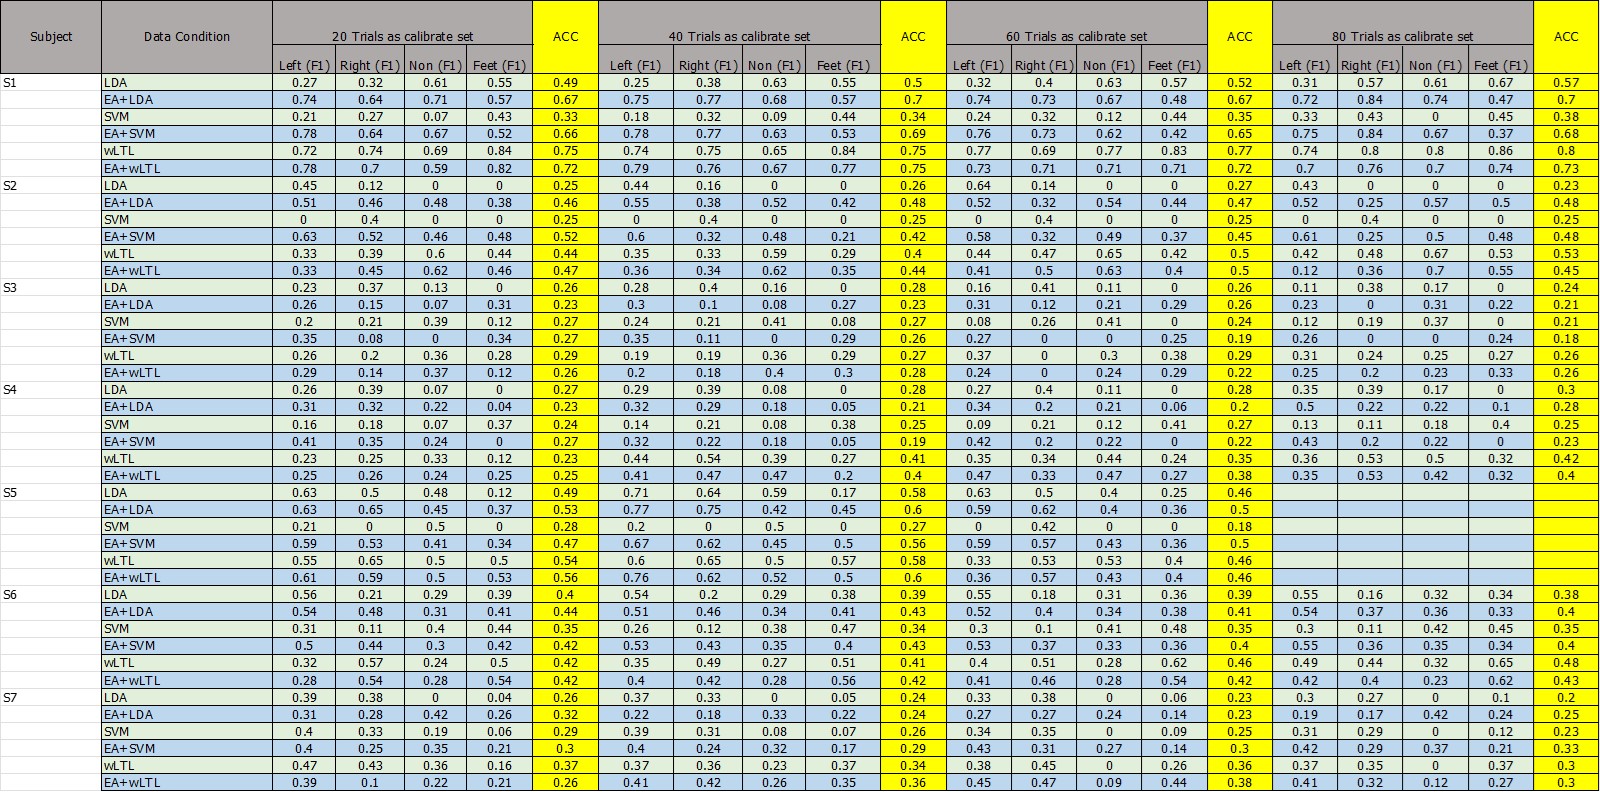 Subject Data Condition 20 Trials as calibrate set ACC 40 Trials as calibrate set ACC 60 Trials as calibrate set ACC 80 Trials as calibrate set ACC
Left (F1) Right (F1) Non (F1) Feet (F1) Left (F1) Right (F1) Non (F1) Feet (F1) Left (F1) Right (F1) Non (F1) Feet (F1) Left (F1) Right (F1) Non (F1) Feet (F1)
S1 LDA 0.27 0.32 0.61 0.55 0.49 0.25 0.38 0.63 0.55 0.5 0.32 0.4 0.63 0.57 0.52 0.31 0.57 0.61 0.67 0.57
EA+LDA 0.74 0.64 0.71 0.57 0.67 0.75 0.77 0.68 0.57 0.7 0.74 0.73 0.67 0.48 0.67 0.72 0.84 0.74 0.47 0.7
SVM 0.21 0.27 0.07 0.43 0.33 0.18 0.32 0.09 0.44 0.34 0.24 0.32 0.12 0.44 0.35 0.33 0.43 0 0.45 0.38
EA+SVM 0.78 0.64 0.67 0.52 0.66 0.78 0.77 0.63 0.53 0.69 0.76 0.73 0.62 0.42 0.65 0.75 0.84 0.67 0.37 0.68
wLTL 0.72 0.74 0.69 0.84 0.75 0.74 0.75 0.65 0.84 0.75 0.77 0.69 0.77 0.83 0.77 0.74 0.8 0.8 0.86 0.8
EA+wLTL 0.78 0.7 0.59 0.82 0.72 0.79 0.76 0.67 0.77 0.75 0.73 0.71 0.71 0.71 0.72 0.7 0.76 0.7 0.74 0.73
S2 LDA 0.45 0.12 0 0 0.25 0.44 0.16 0 0 0.26 0.64 0.14 0 0 0.27 0.43 0 0 0 0.23
EA+LDA 0.51 0.46 0.48 0.38 0.46 0.55 0.38 0.52 0.42 0.48 0.52 0.32 0.54 0.44 0.47 0.52 0.25 0.57 0.5 0.48
SVM 0 0.4 0 0 0.25 0 0.4 0 0 0.25 0 0.4 0 0 0.25 0 0.4 0 0 0.25
EA+SVM 0.63 0.52 0.46 0.48 0.52 0.6 0.32 0.48 0.21 0.42 0.58 0.32 0.49 0.37 0.45 0.61 0.25 0.5 0.48 0.48
wLTL 0.33 0.39 0.6 0.44 0.44 0.35 0.33 0.59 0.29 0.4 0.44 0.47 0.65 0.42 0.5 0.42 0.48 0.67 0.53 0.53
EA+wLTL 0.33 0.45 0.62 0.46 0.47 0.36 0.34 0.62 0.35 0.44 0.41 0.5 0.63 0.4 0.5 0.12 0.36 0.7 0.55 0.45
S3 LDA 0.23 0.37 0.13 0 0.26 0.28 0.4 0.16 0 0.28 0.16 0.41 0.11 0 0.26 0.11 0.38 0.17 0 0.24
EA+LDA 0.26 0.15 0.07 0.31 0.23 0.3 0.1 0.08 0.27 0.23 0.31 0.12 0.21 0.29 0.26 0.23 0 0.31 0.22 0.21
SVM 0.2 0.21 0.39 0.12 0.27 0.24 0.21 0.41 0.08 0.27 0.08 0.26 0.41 0 0.24 0.12 0.19 0.37 0 0.21
EA+SVM 0.35 0.08 0 0.34 0.27 0.35 0.11 0 0.29 0.26 0.27 0 0 0.25 0.19 0.26 0 0 0.24 0.18
wLTL 0.26 0.2 0.36 0.28 0.29 0.19 0.19 0.36 0.29 0.27 0.37 0 0.3 0.38 0.29 0.31 0.24 0.25 0.27 0.26
EA+wLTL 0.29 0.14 0.37 0.12 0.26 0.2 0.18 0.4 0.3 0.28 0.24 0 0.24 0.29 0.22 0.25 0.2 0.23 0.33 0.26
S4 LDA 0.26 0.39 0.07 0 0.27 0.29 0.39 0.08 0 0.28 0.27 0.4 0.11 0 0.28 0.35 0.39 0.17 0 0.3
EA+LDA 0.31 0.32 0.22 0.04 0.23 0.32 0.29 0.18 0.05 0.21 0.34 0.2 0.21 0.06 0.2 0.5 0.22 0.22 0.1 0.28
SVM 0.16 0.18 0.07 0.37 0.24 0.14 0.21 0.08 0.38 0.25 0.09 0.21 0.12 0.41 0.27 0.13 0.11 0.18 0.4 0.25
EA+SVM 0.41 0.35 0.24 0 0.27 0.32 0.22 0.18 0.05 0.19 0.42 0.2 0.22 0 0.22 0.43 0.2 0.22 0 0.23
wLTL 0.23 0.25 0.33 0.12 0.23 0.44 0.54 0.39 0.27 0.41 0.35 0.34 0.44 0.24 0.35 0.36 0.53 0.5 0.32 0.42
EA+wLTL 0.25 0.26 0.24 0.25 0.25 0.41 0.47 0.47 0.2 0.4 0.47 0.33 0.47 0.27 0.38 0.35 0.53 0.42 0.32 0.4
S5 LDA 0.63 0.5 0.48 0.12 0.49 0.71 0.64 0.59 0.17 0.58 0.63 0.5 0.4 0.25 0.46
EA+LDA 0.63 0.65 0.45 0.37 0.53 0.77 0.75 0.42 0.45 0.6 0.59 0.62 0.4 0.36 0.5
SVM 0.21 0 0.5 0 0.28 0.2 0 0.5 0 0.27 0 0.42 0 0 0.18
EA+SVM 0.59 0.53 0.41 0.34 0.47 0.67 0.62 0.45 0.5 0.56 0.59 0.57 0.43 0.36 0.5
wLTL 0.55 0.65 0.5 0.5 0.54 0.6 0.65 0.5 0.57 0.58 0.33 0.53 0.53 0.4 0.46
EA+wLTL 0.61 0.59 0.5 0.53 0.56 0.76 0.62 0.52 0.5 0.6 0.36 0.57 0.43 0.4 0.46
S6 LDA 0.56 0.21 0.29 0.39 0.4 0.54 0.2 0.29 0.38 0.39 0.55 0.18 0.31 0.36 0.39 0.55 0.16 0.32 0.34 0.38
EA+LDA 0.54 0.48 0.31 0.41 0.44 0.51 0.46 0.34 0.41 0.43 0.52 0.4 0.34 0.38 0.41 0.54 0.37 0.36 0.33 0.4
SVM 0.31 0.11 0.4 0.44 0.35 0.26 0.12 0.38 0.47 0.34 0.3 0.1 0.41 0.48 0.35 0.3 0.11 0.42 0.45 0.35
EA+SVM 0.5 0.44 0.3 0.42 0.42 0.53 0.43 0.35 0.4 0.43 0.53 0.37 0.33 0.36 0.4 0.55 0.36 0.35 0.34 0.4
wLTL 0.32 0.57 0.24 0.5 0.42 0.35 0.49 0.27 0.51 0.41 0.4 0.51 0.28 0.62 0.46 0.49 0.44 0.32 0.65 0.48
EA+wLTL 0.28 0.54 0.28 0.54 0.42 0.4 0.42 0.28 0.56 0.42 0.41 0.46 0.28 0.54 0.42 0.42 0.4 0.23 0.62 0.43
S7 LDA 0.39 0.38 0 0.04 0.26 0.37 0.33 0 0.05 0.24 0.33 0.38 0 0.06 0.23 0.3 0.27 0 0.1 0.2
EA+LDA 0.31 0.28 0.42 0.26 0.32 0.22 0.18 0.33 0.22 0.24 0.27 0.27 0.24 0.14 0.23 0.19 0.17 0.42 0.24 0.25
SVM 0.4 0.33 0.19 0.06 0.29 0.39 0.31 0.08 0.07 0.26 0.34 0.35 0 0.09 0.25 0.31 0.29 0 0.12 0.23
EA+SVM 0.4 0.25 0.35 0.21 0.3 0.4 0.24 0.32 0.17 0.29 0.43 0.31 0.27 0.14 0.3 0.42 0.29 0.37 0.21 0.33
wLTL 0.47 0.43 0.36 0.16 0.37 0.37 0.36 0.23 0.37 0.34 0.38 0.45 0 0.26 0.36 0.37 0.35 0 0.37 0.3
EA+wLTL 0.39 0.1 0.22 0.21 0.26 0.41 0.42 0.26 0.35 0.36 0.45 0.47 0.09 0.44 0.38 0.41 0.32 0.12 0.27 0.3